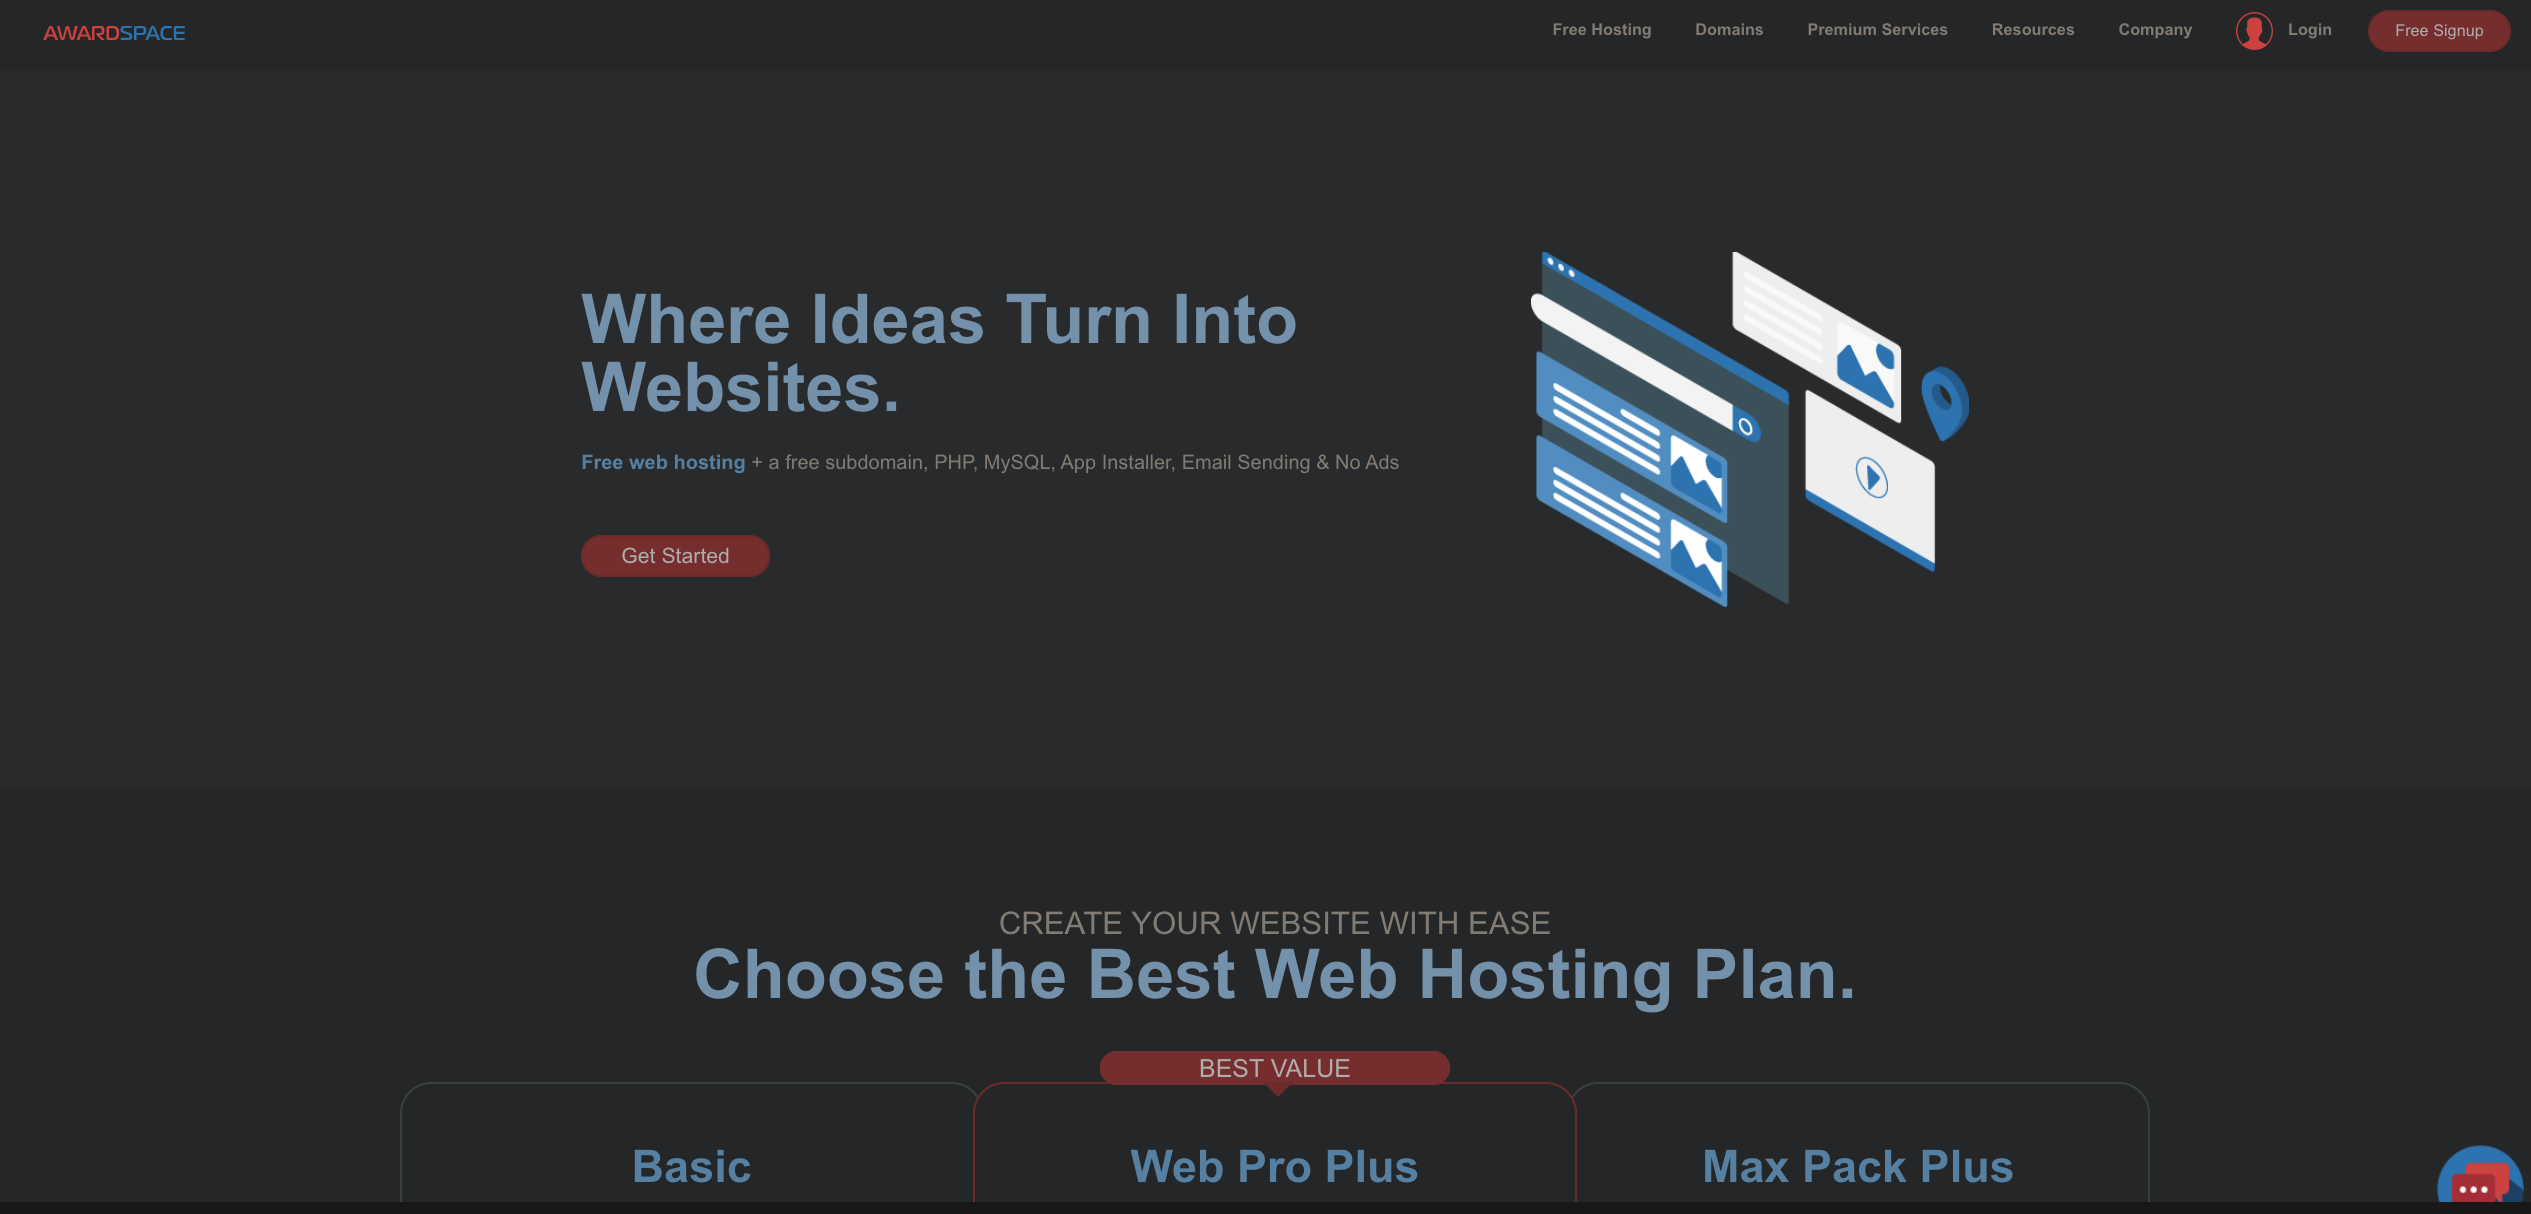 AWARDSPACE
Free Hosting
Domains
Premium Services
Resources
Company
Login
Free Signup
Where Ideas Turn Into
Websites.
Free web hosting + a free subdomain, PHP, MySQL, App Installer, Email Sending & No Ads
Get Started
CREATE YOUR WEBSITE WITH EASE
Choose the Best Web Hosting Plan.
BEST VALUE
Basic
Web Pro Plus
Max Pack Plus